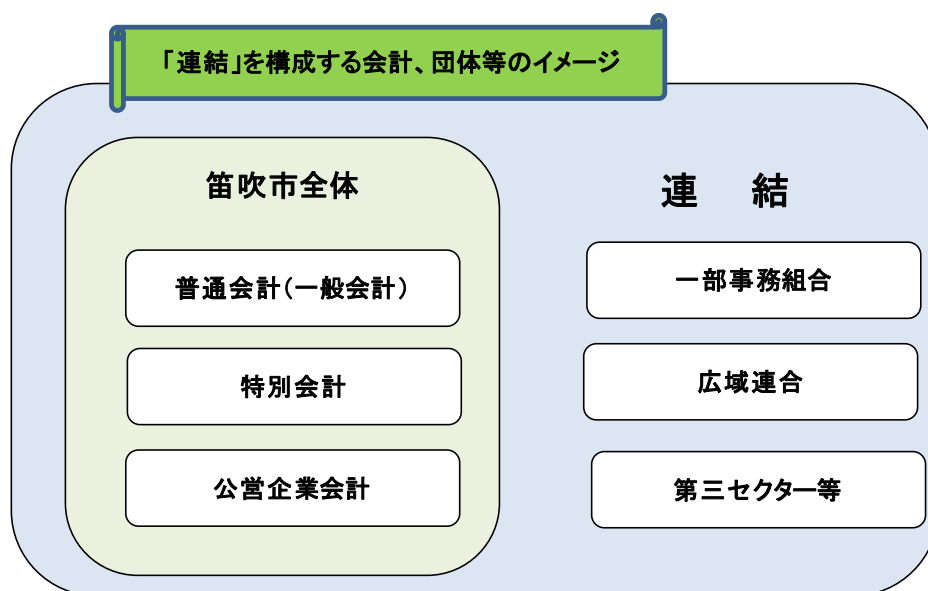 「連結」を構成する会計、団体等のイメージ
笛吹市全体
普通会計（一般会計）
特別会計
公営企業会計
連　結
一部事務組合
広域連合
第三セクター等